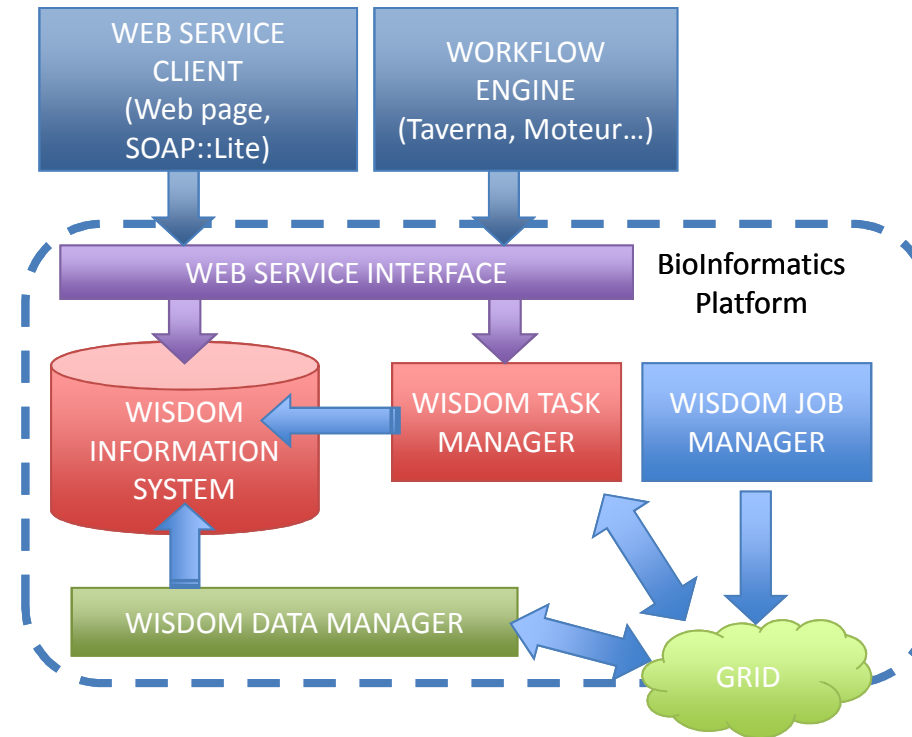 WEB SERVICE
CLIENT
(Web page,
SOAP::Lite)
WORKFLOW
ENGINE
(Taverna, Moteur…)
WEB SERVICE INTERFACE
BioInformatics
Platform
WISDOM
INFORMATION
SYSTEM
WISDOM TASK
MANAGER
WISDOM JOB
MANAGER
WISDOM DATA MANAGER
GRID